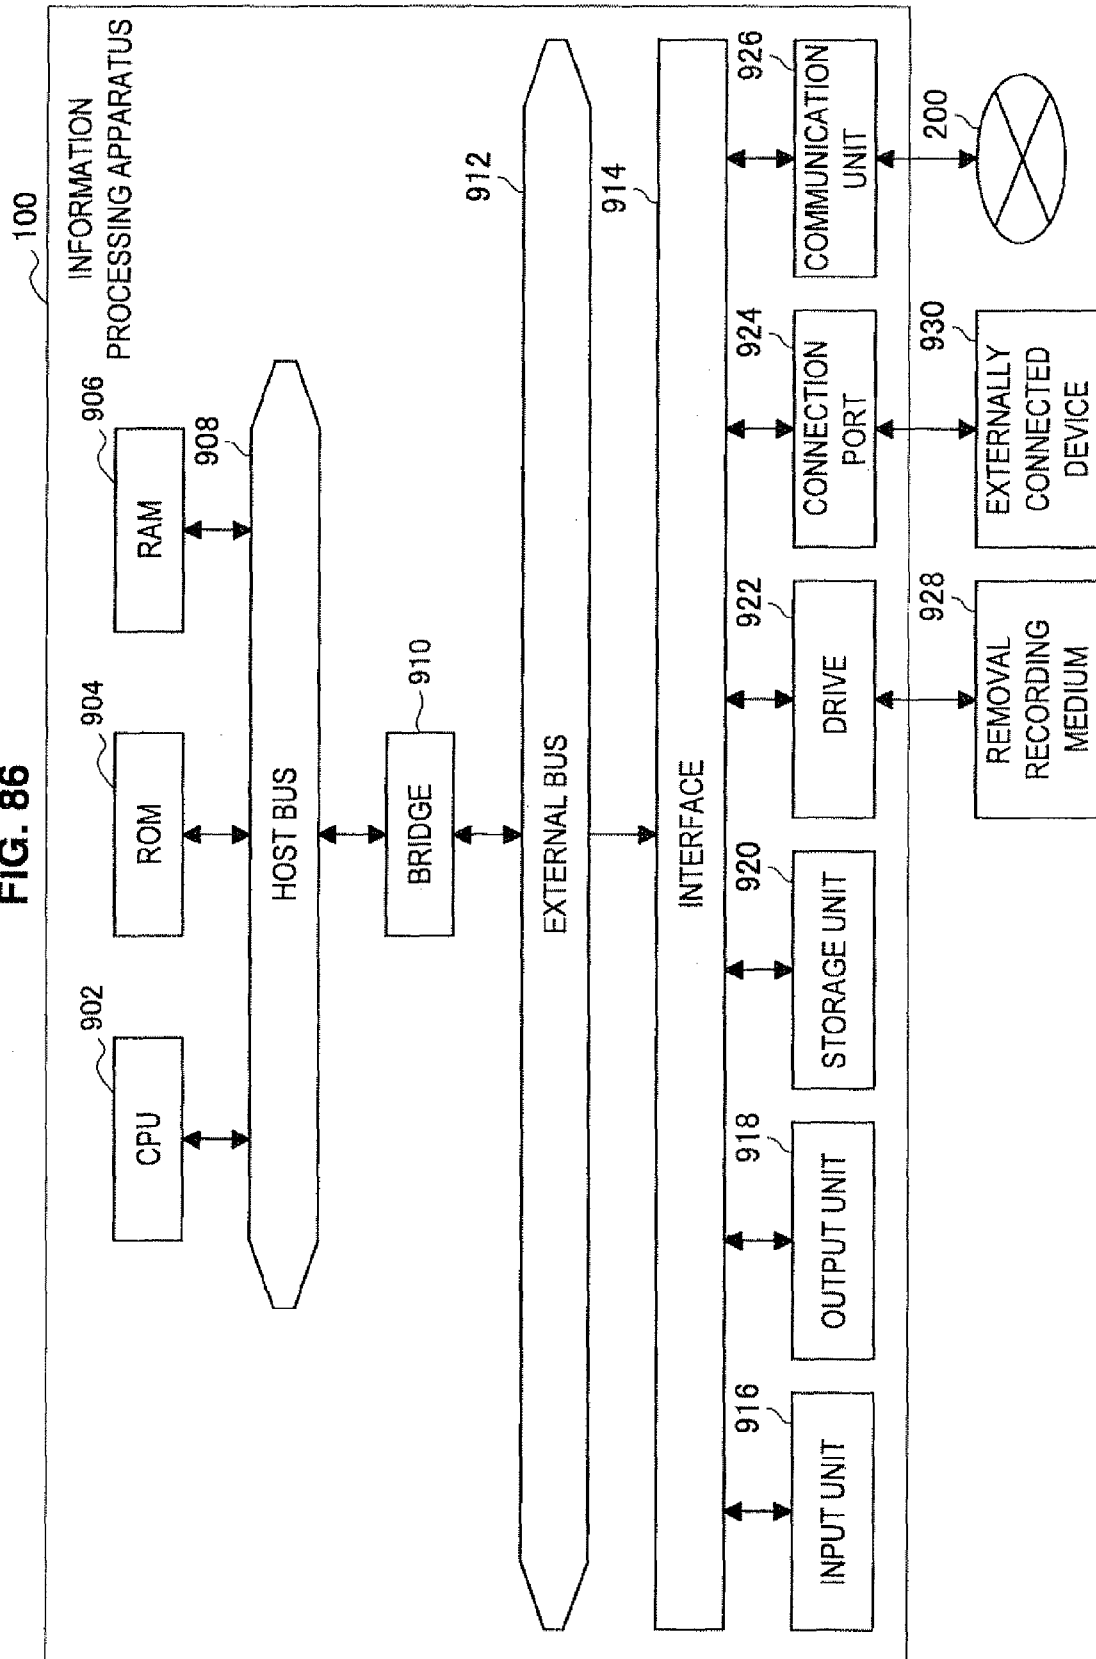 FIG. 86
100
INFORMATION
PROCESSING APPARATUS
902
CPU
904
ROM
906
RAM
908
HOST BUS
910
BRIDGE
912
EXTERNAL BUS
914
INTERFACE
916
INPUT UNIT
918
OUTPUT UNIT
920
STORAGE UNIT
922
DRIVE
924
CONNECTION
PORT
926
COMMUNICATION
UNIT
928
REMOVAL
RECORDING
MEDIUM
930
EXTERNALLY
CONNECTED
DEVICE
200